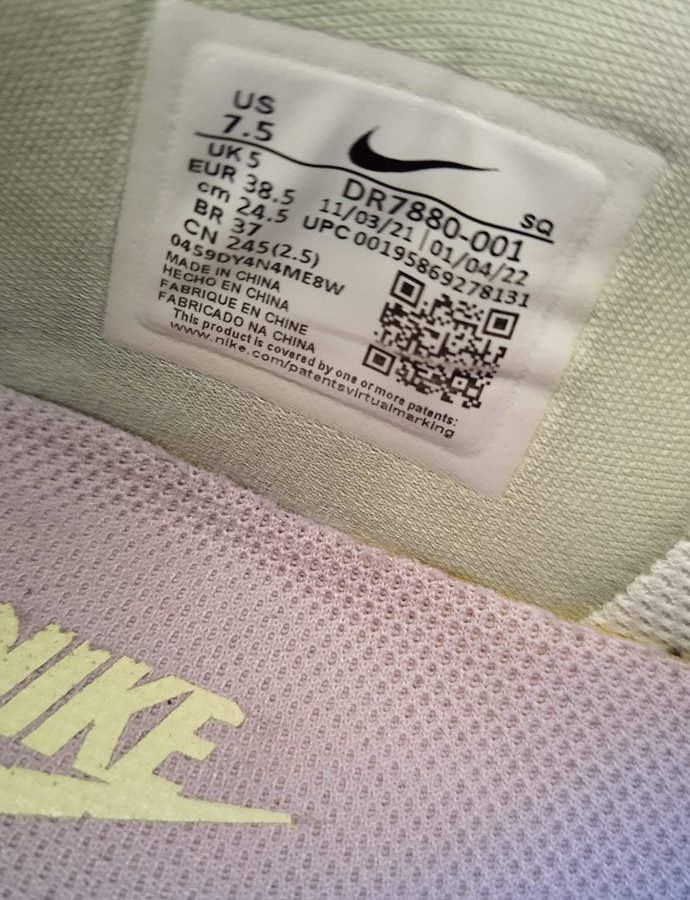 US
7.5
UK 5
EUR 38.5
cm 24.5
BR 37
CN 245(2.5)
0459DY4N4ME8W
MADE IN CHINA
HECHO EN CHINA
FABRIQUE EN CHINE
FABRICADO NA CHINA
This product is covered by one or more patents:
www.nike.com/patentsvirtualmarking
SQ
DR7880-001
11/03/21 | 01/04/22
UPC 00195869278131
NIKE